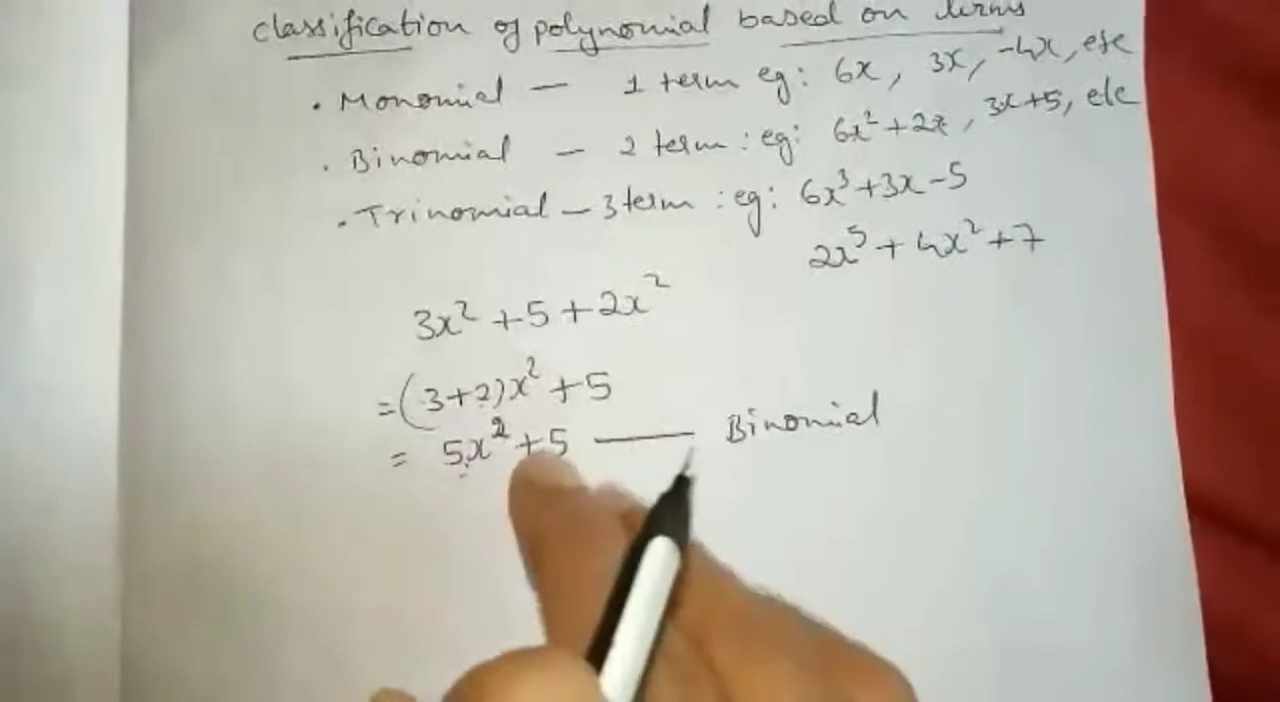 classification of polynomial based on terms
. Monomial — 1 term eg: 6x, 3x, -4x, etc
. Binomial — 2 term : eg: 6x² + 2x, 3x+5, etc
. Trinomial — 3 term : eg: 6x³+3x-5
2x⁵ + 4x² + 7
3x² + 5 + 2x²
= (3+2)x² + 5
= 5x² + 5 —— Binomial